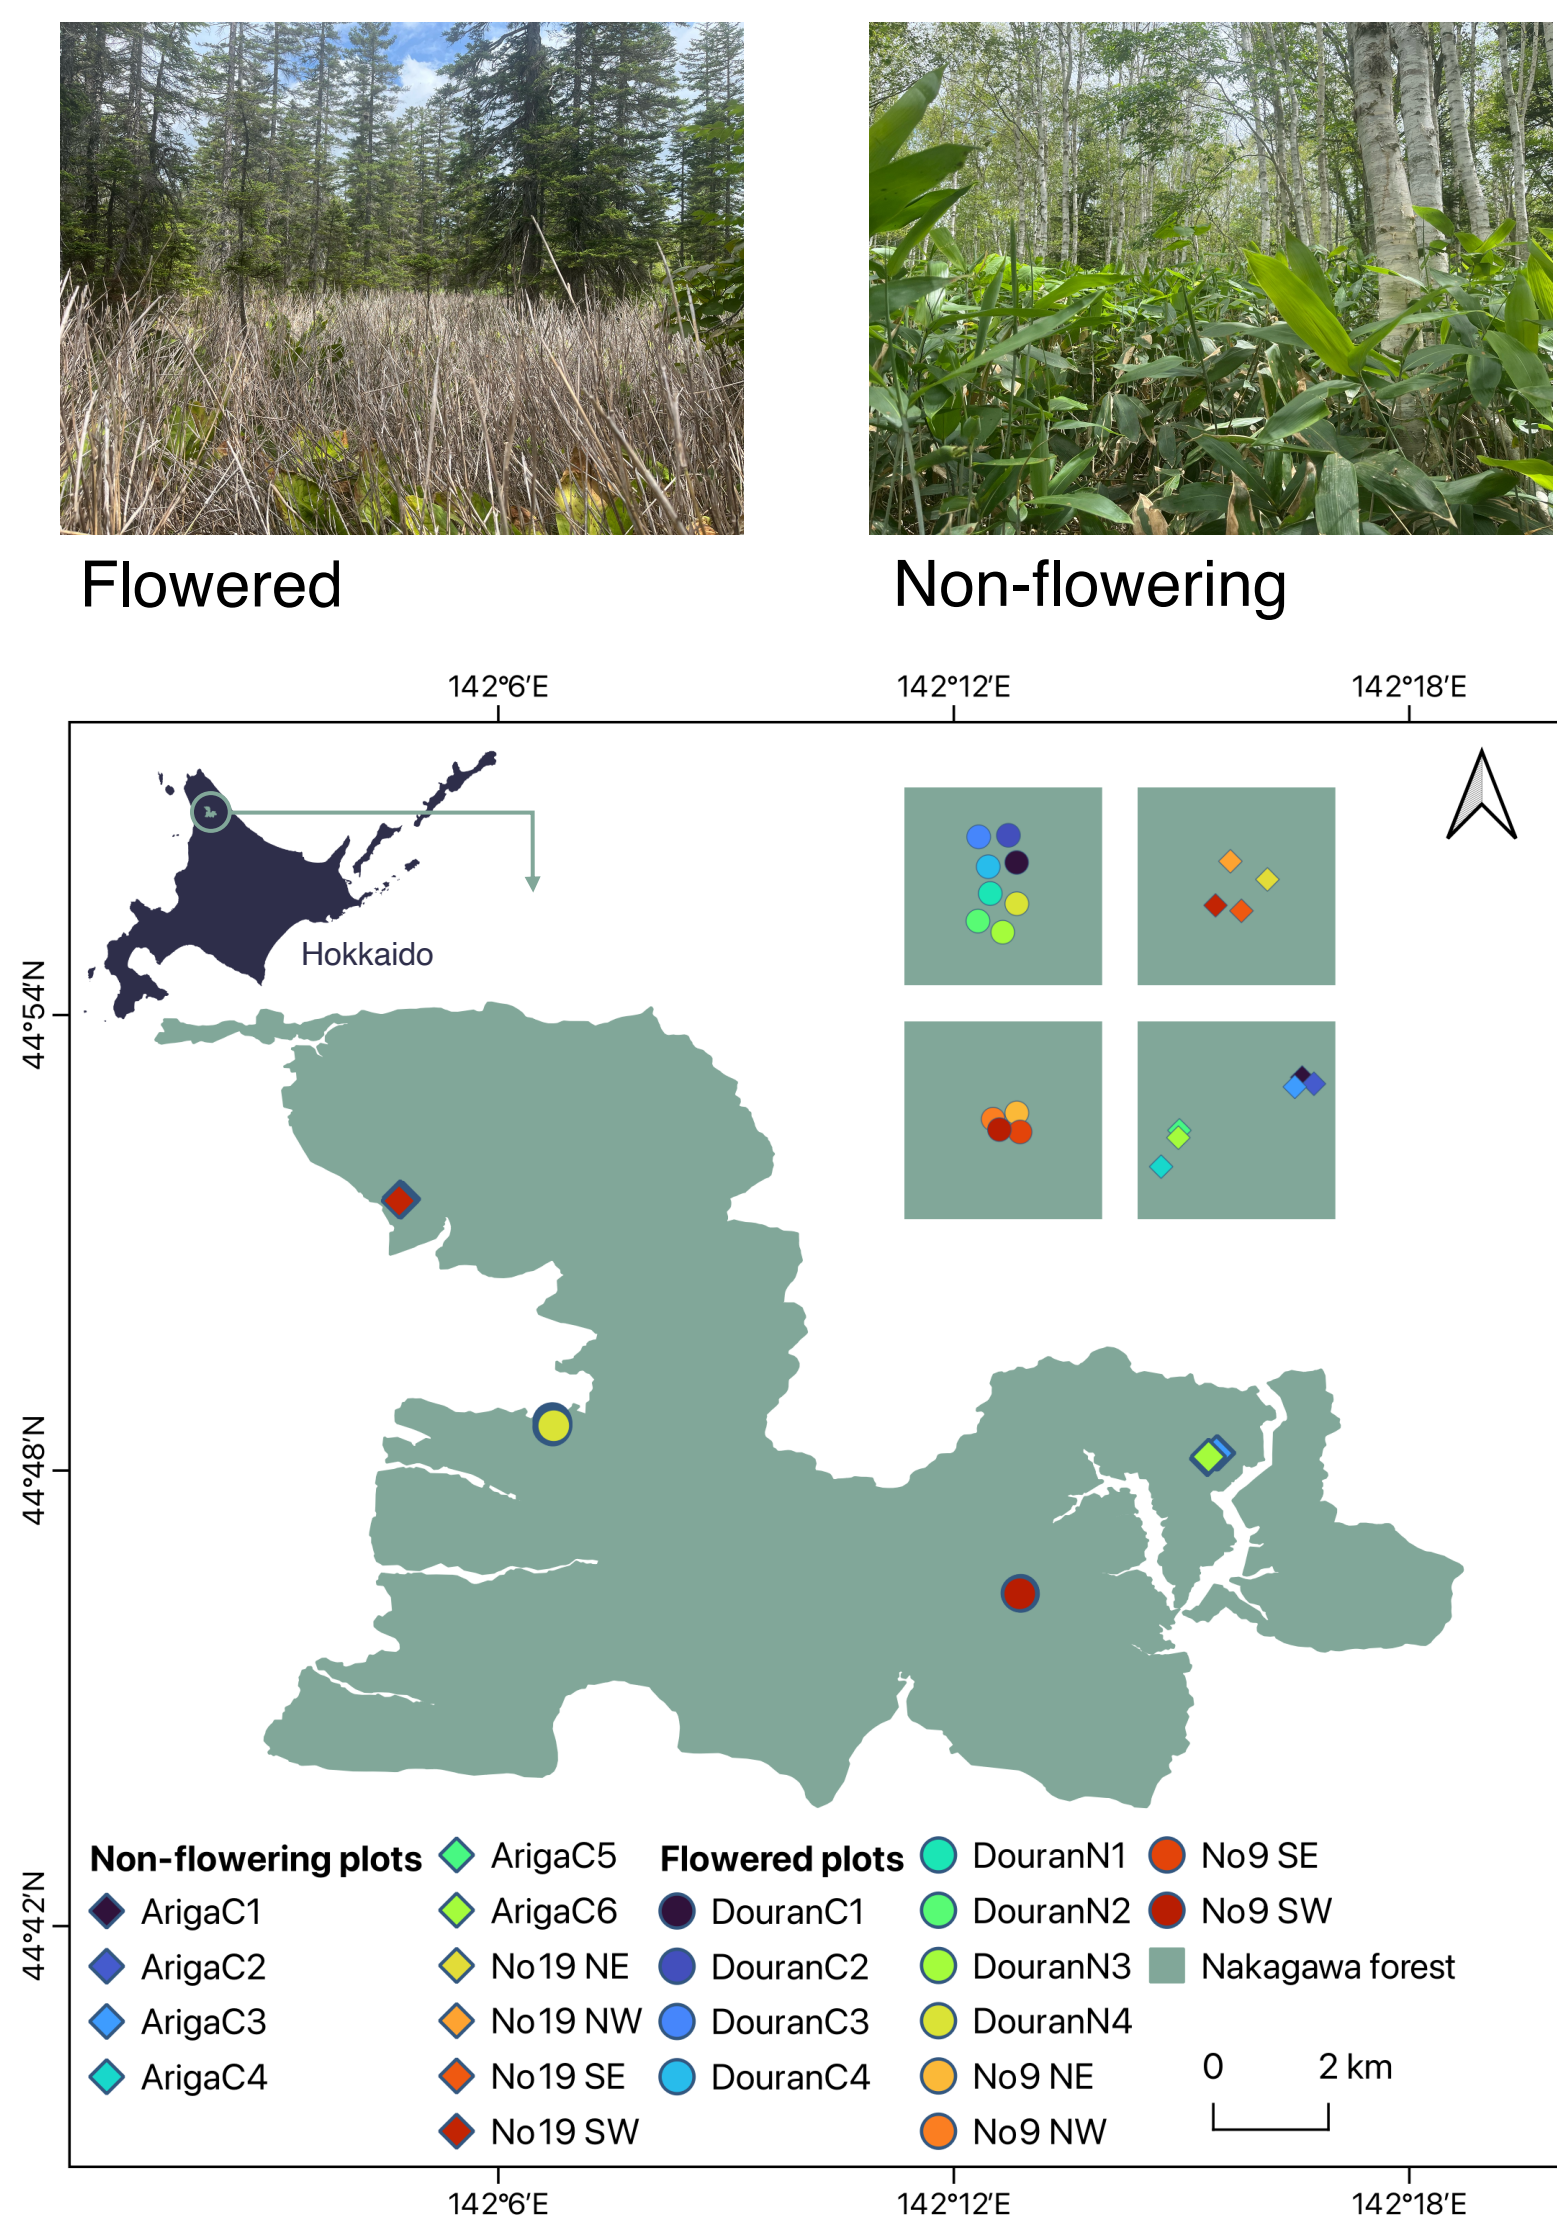 Flowered
Non-flowering
142°6′E
142°12′E
142°18′E
Hokkaido
44°54′N
44°48′N
44°42′N
Non-flowering plots
ArigaC1
ArigaC2
ArigaC3
ArigaC4
ArigaC5
ArigaC6
No19 NE
No19 NW
No19 SE
No19 SW
Flowered plots
DouranC1
DouranC2
DouranC3
DouranC4
DouranN1
DouranN2
DouranN3
DouranN4
No9 NE
No9 NW
No9 SE
No9 SW
Nakagawa forest
0 2 km
142°6′E
142°12′E
142°18′E